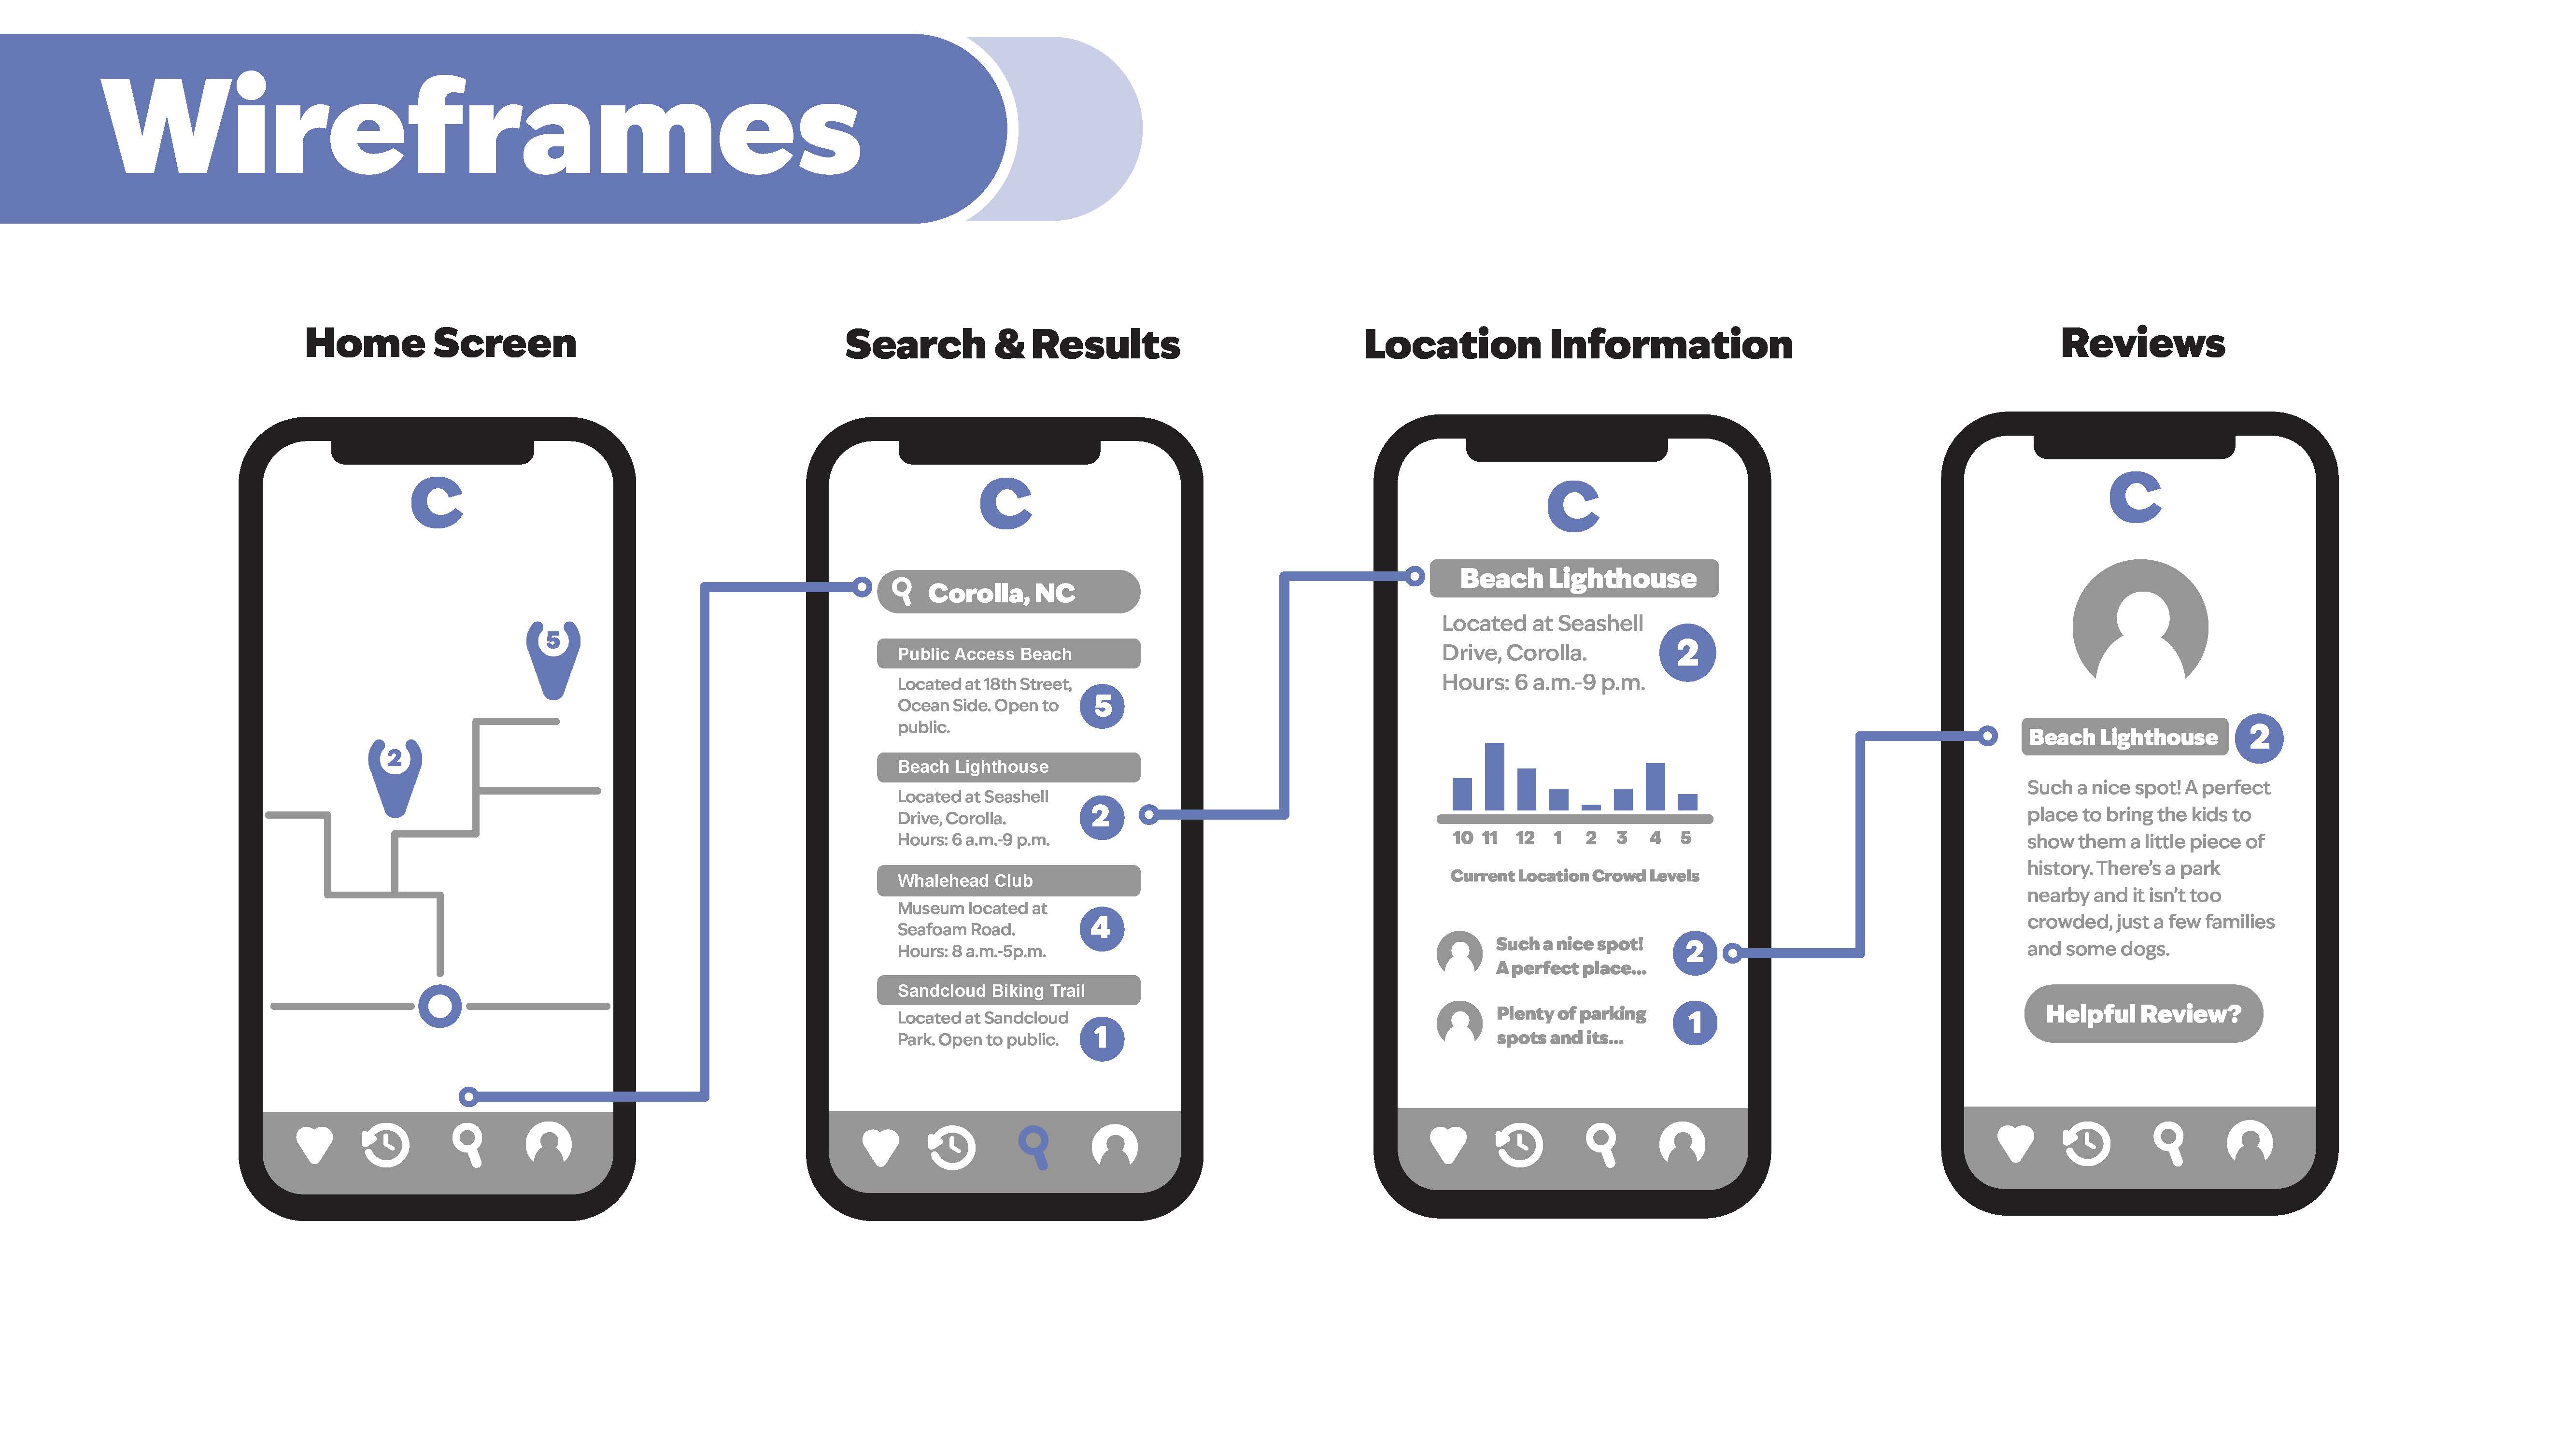 Wireframes
Home Screen
C
5
2
Search & Results
C
Corolla, NC
Public Access Beach
Located at 18th Street,
Ocean Side. Open to
public.
5
Beach Lighthouse
Located at Seashell
Drive, Corolla.
Hours: 6 a.m.-9 p.m.
2
Whalehead Club
Museum located at
Seafoam Road.
Hours: 8 a.m.-5p.m.
4
Sandcloud Biking Trail
Located at Sandcloud
Park. Open to public.
1
Location Information
C
Beach Lighthouse
Located at Seashell
Drive, Corolla.
Hours: 6 a.m.-9 p.m.
2
10 11 12 1 2 3 4 5
Current Location Crowd Levels
Such a nice spot!
A perfect place...
2
Plenty of parking
spots and its...
1
Reviews
C
Beach Lighthouse
2
Such a nice spot! A perfect
place to bring the kids to
show them a little piece of
history. There's a park
nearby and it isn't too
crowded, just a few families
and some dogs.
Helpful Review?